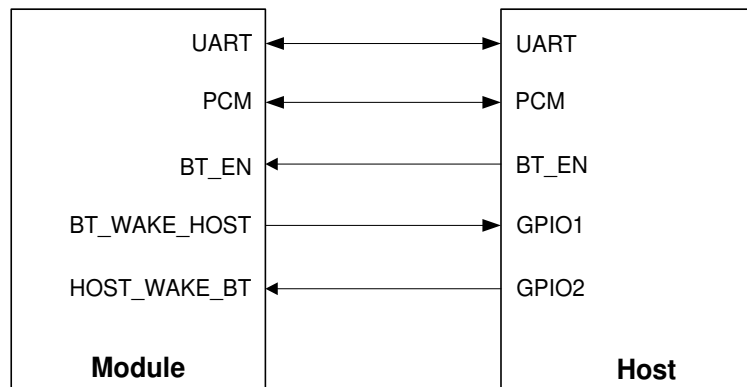 UART UART
PCM PCM
BT_EN BT_EN
BT_WAKE_HOST GPIO1
HOST_WAKE_BT GPIO2
Module Host